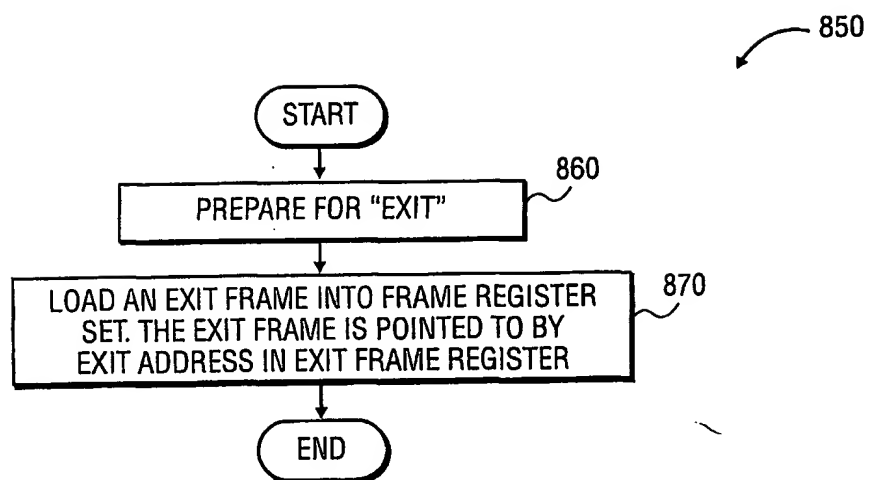 850
START
860
PREPARE FOR “EXIT”
870
LOAD AN EXIT FRAME INTO FRAME REGISTER
SET. THE EXIT FRAME IS POINTED TO BY
EXIT ADDRESS IN EXIT FRAME REGISTER
END